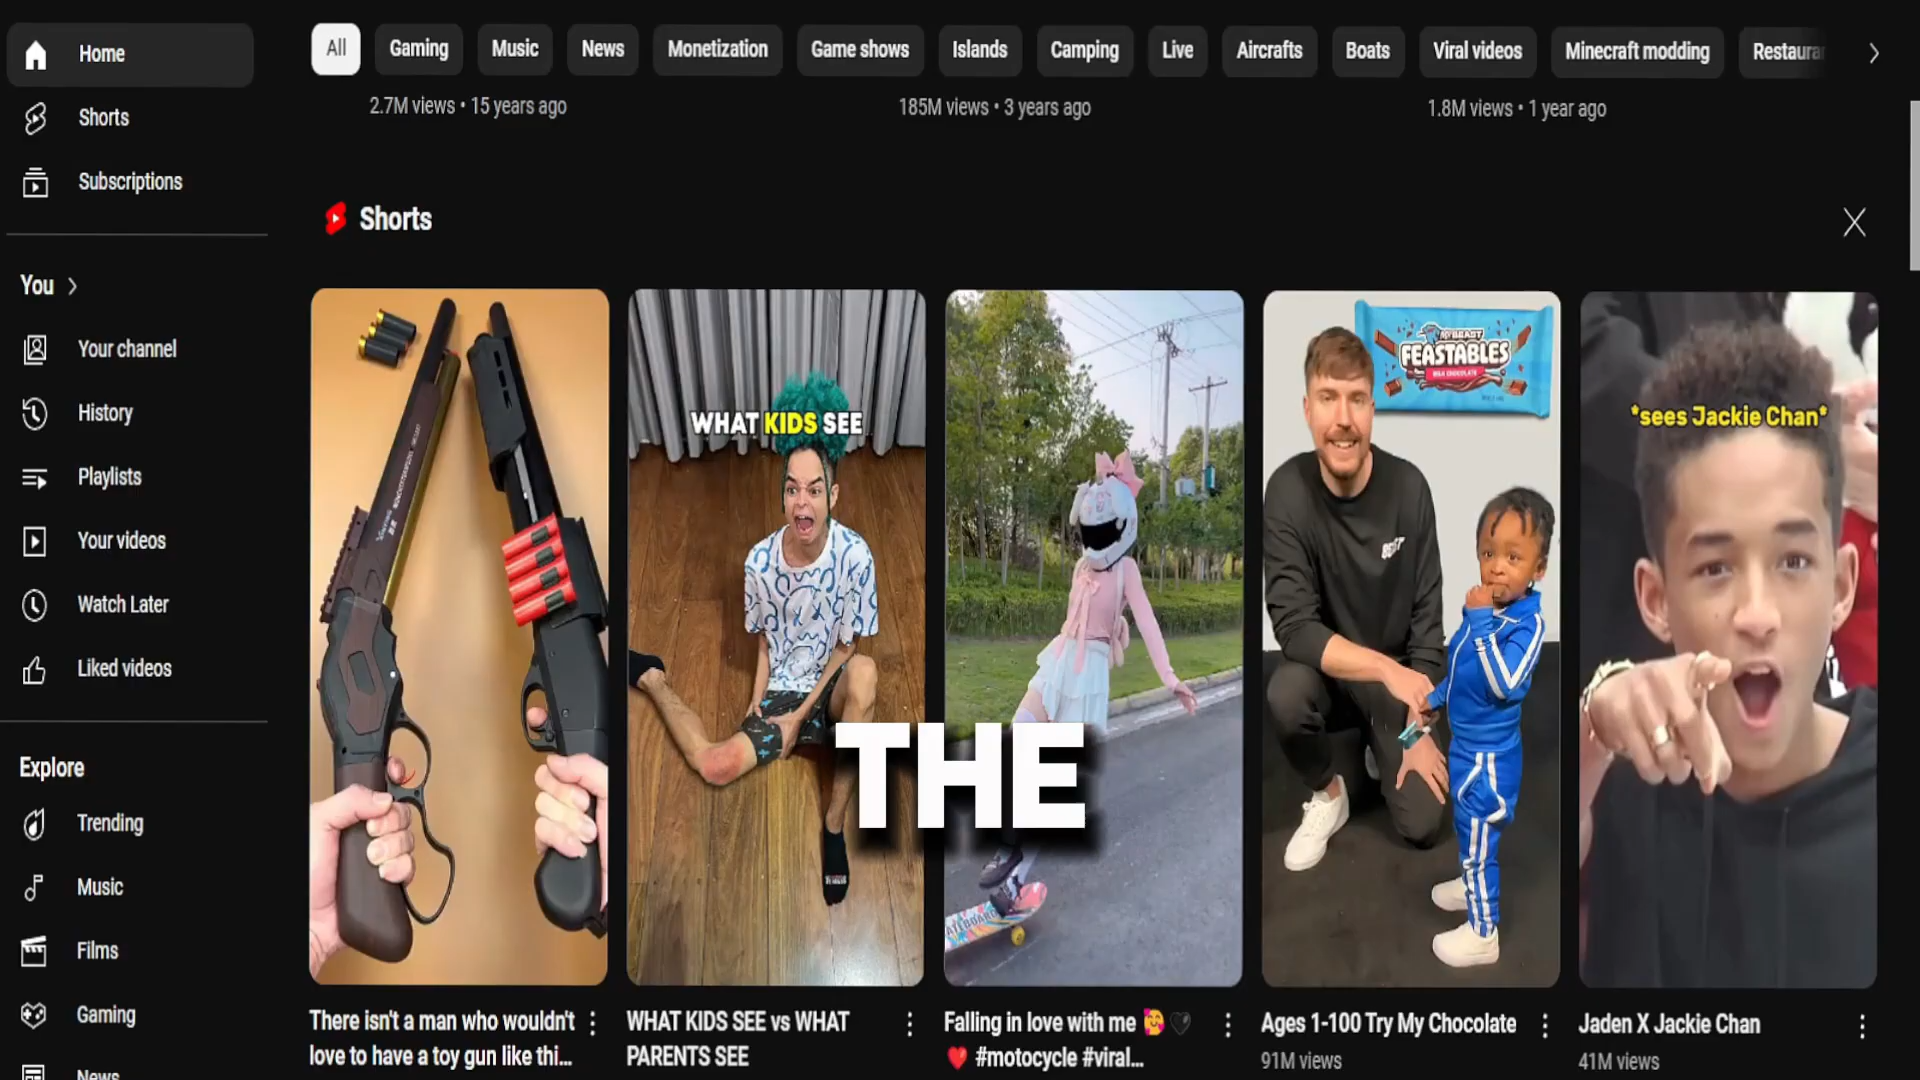 Home
Shorts
Subscriptions
You
Your channel
History
Playlists
Your videos
Watch Later
Liked videos
Explore
Trending
Music
Films
Gaming
News
All
Gaming
Music
News
Monetization
Game shows
Islands
Camping
Live
Aircrafts
Boats
Viral videos
Minecraft modding
2.7M views • 15 years ago
185M views • 3 years ago
1.8M views • 1 year ago
Shorts
WHAT KIDS SEE
FEASTABLES
MILK CHOCOLATE
*sees Jackie Chan*
THE
There isn't a man who wouldn't
love to have a toy gun like thi...
WHAT KIDS SEE vs WHAT
PARENTS SEE
Falling in love with me 🥰🖤
❤️ #motocycle #viral...
Ages 1-100 Try My Chocolate
91M views
Jaden X Jackie Chan
41M views